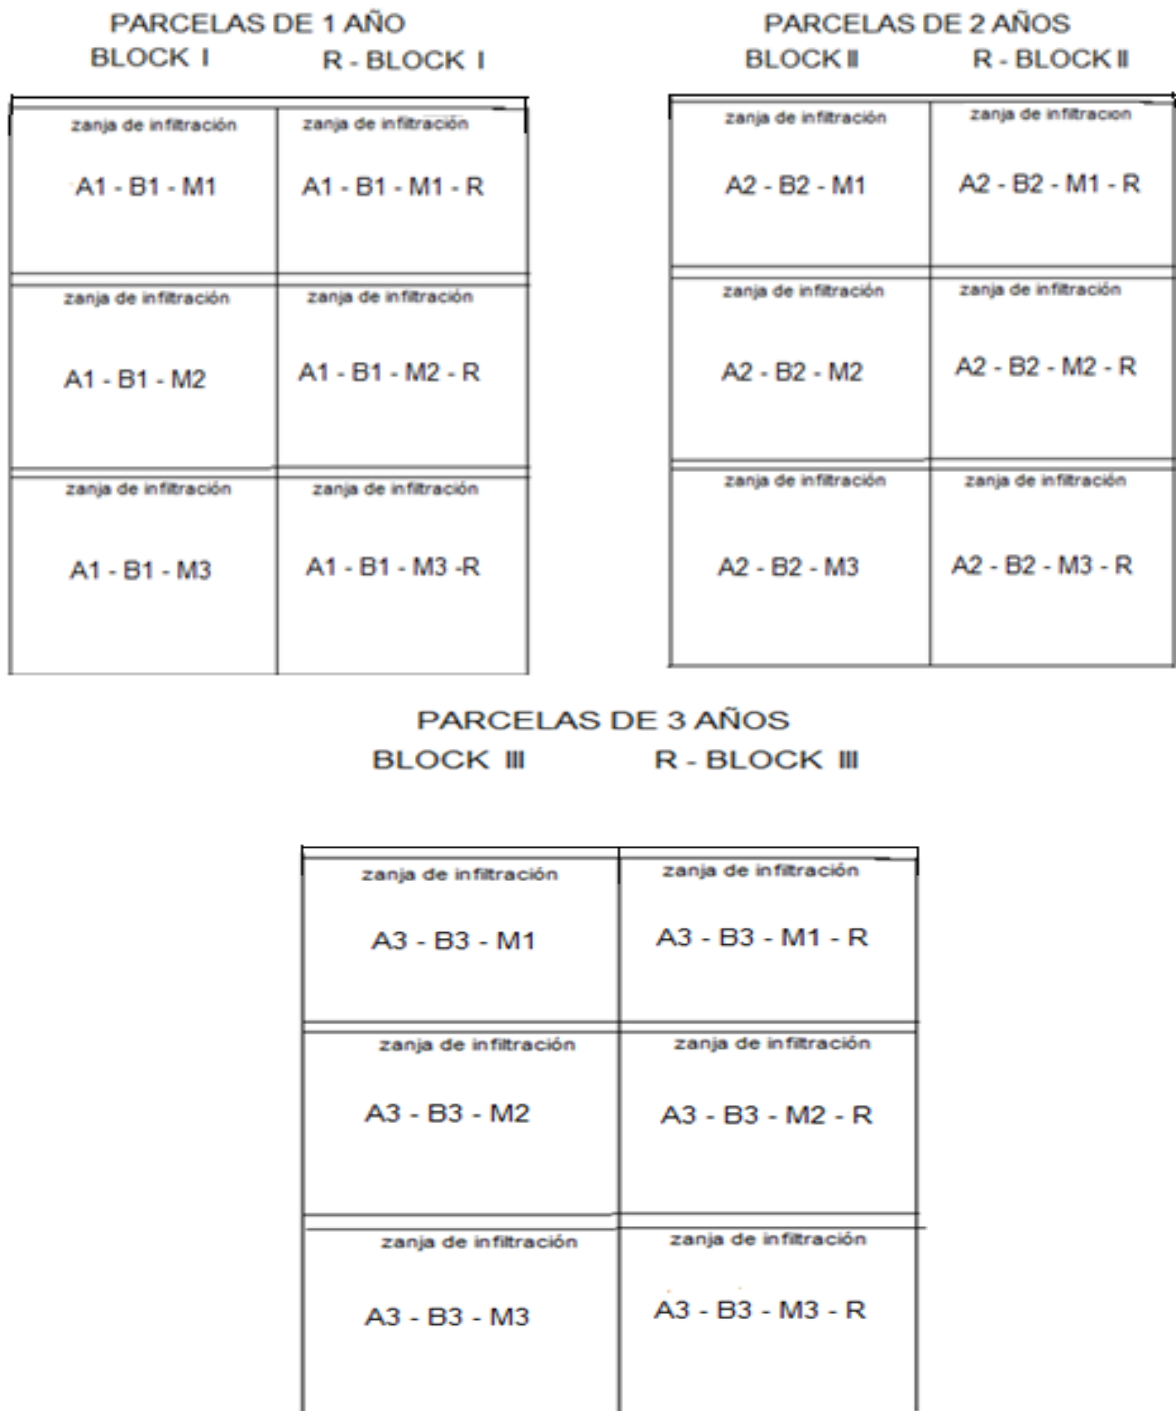 PARCELAS DE 1 AÑO
BLOCK I R - BLOCK I
zanja de infiltración zanja de infiltración
A1 - B1 - M1 A1 - B1 - M1 - R
zanja de infiltración zanja de infiltración
A1 - B1 - M2 A1 - B1 - M2 - R
zanja de infiltración zanja de infiltración
A1 - B1 - M3 A1 - B1 - M3 -R
PARCELAS DE 2 AÑOS
BLOCK II R - BLOCK II
zanja de infiltración zanja de infiltracion
A2 - B2 - M1 A2 - B2 - M1 - R
zanja de infiltración zanja de infiltración
A2 - B2 - M2 A2 - B2 - M2 - R
zanja de infiltración zanja de infiltración
A2 - B2 - M3 A2 - B2 - M3 - R
PARCELAS DE 3 AÑOS
BLOCK III R - BLOCK III
zanja de infiltración zanja de infiltración
A3 - B3 - M1 A3 - B3 - M1 - R
zanja de infiltración zanja de infiltración
A3 - B3 - M2 A3 - B3 - M2 - R
zanja de infiltración zanja de infiltración
A3 - B3 - M3 A3 - B3 - M3 - R